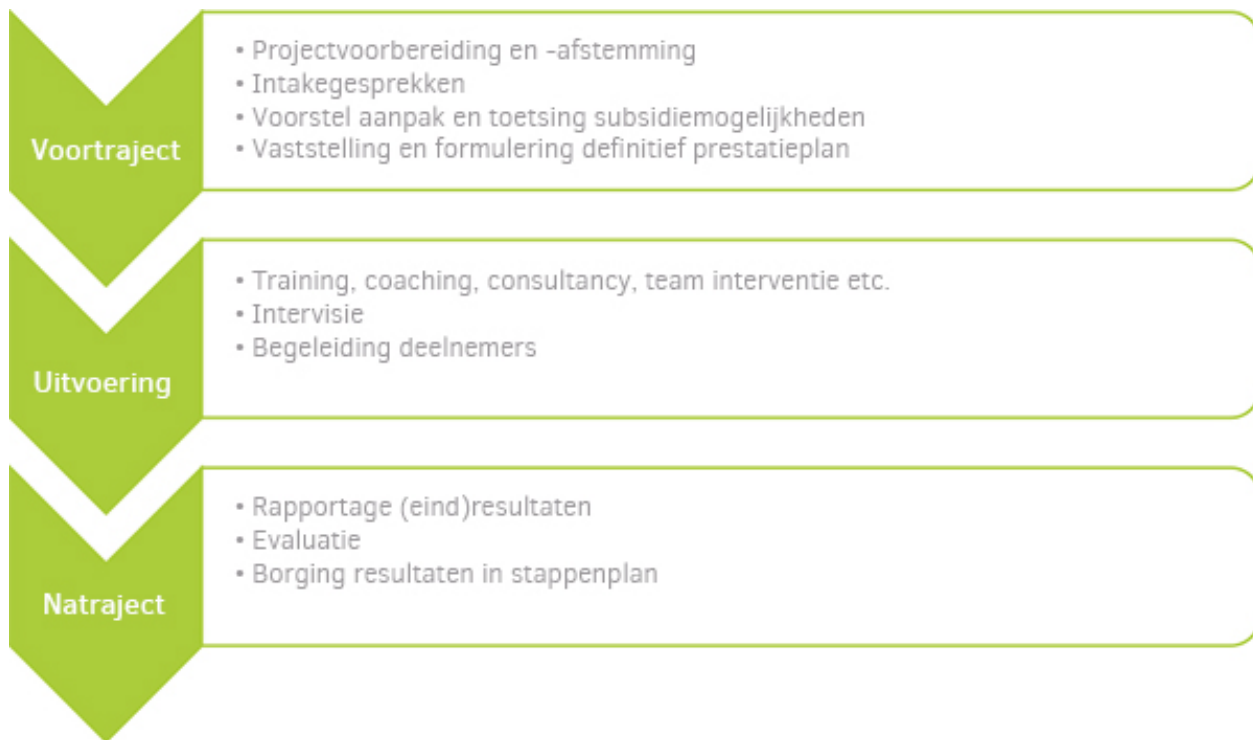 Voortraject
• Projectvoorbereiding en -afstemming
• Intakegesprekken
• Voorstel aanpak en toetsing subsidiemogelijkheden
• Vaststelling en formulering definitief prestatieplan
Uitvoering
• Training, coaching, consultancy, team interventie etc.
• Intervisie
• Begeleiding deelnemers
Natraject
• Rapportage (eind)resultaten
• Evaluatie
• Borging resultaten in stappenplan